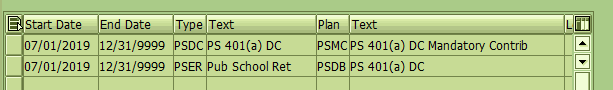 Start Date End Date Type Text Plan Text L
07/01/2019 12/31/9999 PSDC PS 401(a) DC PSMC PS 401(a) DC Mandatory Contrib
07/01/2019 12/31/9999 PSER Pub School Ret PSDB PS 401(a) DC